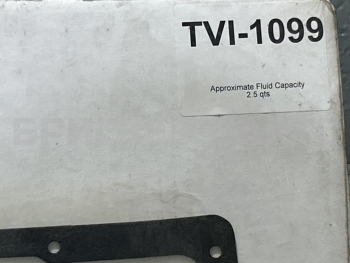 TVI-1099
Approximate Fluid Capacity
2.5 qts